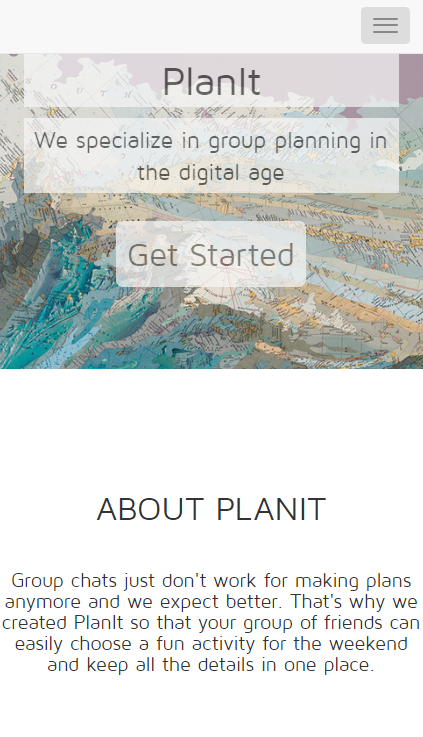 PlanIt
We specialize in group planning in
the digital age
Get Started
ABOUT PLANIT
Group chats just don't work for making plans
anymore and we expect better. That's why we
created PlanIt so that your group of friends can
easily choose a fun activity for the weekend
and keep all the details in one place.